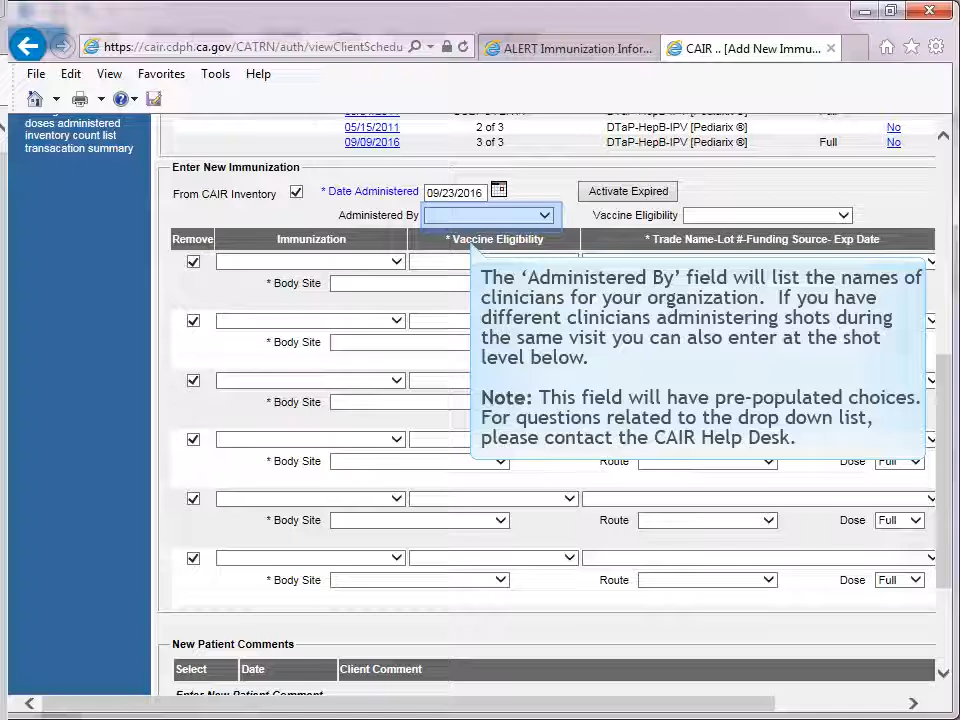 https://cair.cdph.ca.gov/CATRN/auth/viewClientSchedu
ALERT Immunization Infor...
CAIR .. [Add New Immu...
File Edit View Favorites Tools Help
doses administered
inventory count list
transacation summary
05/15/2011 2 of 3 DTaP-HepB-IPV [Pediarix ®] No
09/09/2016 3 of 3 DTaP-HepB-IPV [Pediarix ®] Full No
Enter New Immunization
From CAIR Inventory * Date Administered 09/23/2016 Activate Expired
Administered By Vaccine Eligibility
Remove Immunization * Vaccine Eligibility * Trade Name-Lot #-Funding Source- Exp Date
* Body Site
* Body Site
* Body Site
* Body Site Route Dose Full
* Body Site Route Dose Full
* Body Site Route Dose Full
The ‘Administered By’ field will list the names of
clinicians for your organization. If you have
different clinicians administering shots during
the same visit you can also enter at the shot
level below.
Note: This field will have pre-populated choices.
For questions related to the drop down list,
please contact the CAIR Help Desk.
New Patient Comments
Select Date Client Comment
Enter New Patient Comment